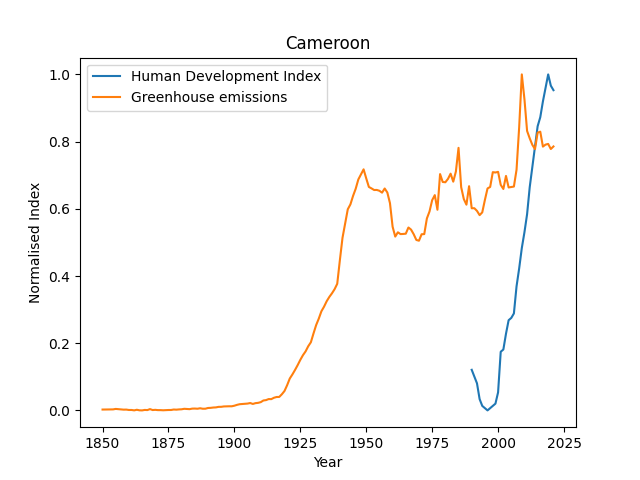 Cameroon
Human Development Index
Greenhouse emissions
Normalised Index
1.0
0.8
0.6
0.4
0.2
0.0
1850 1875 1900 1925 1950 1975 2000 2025
Year